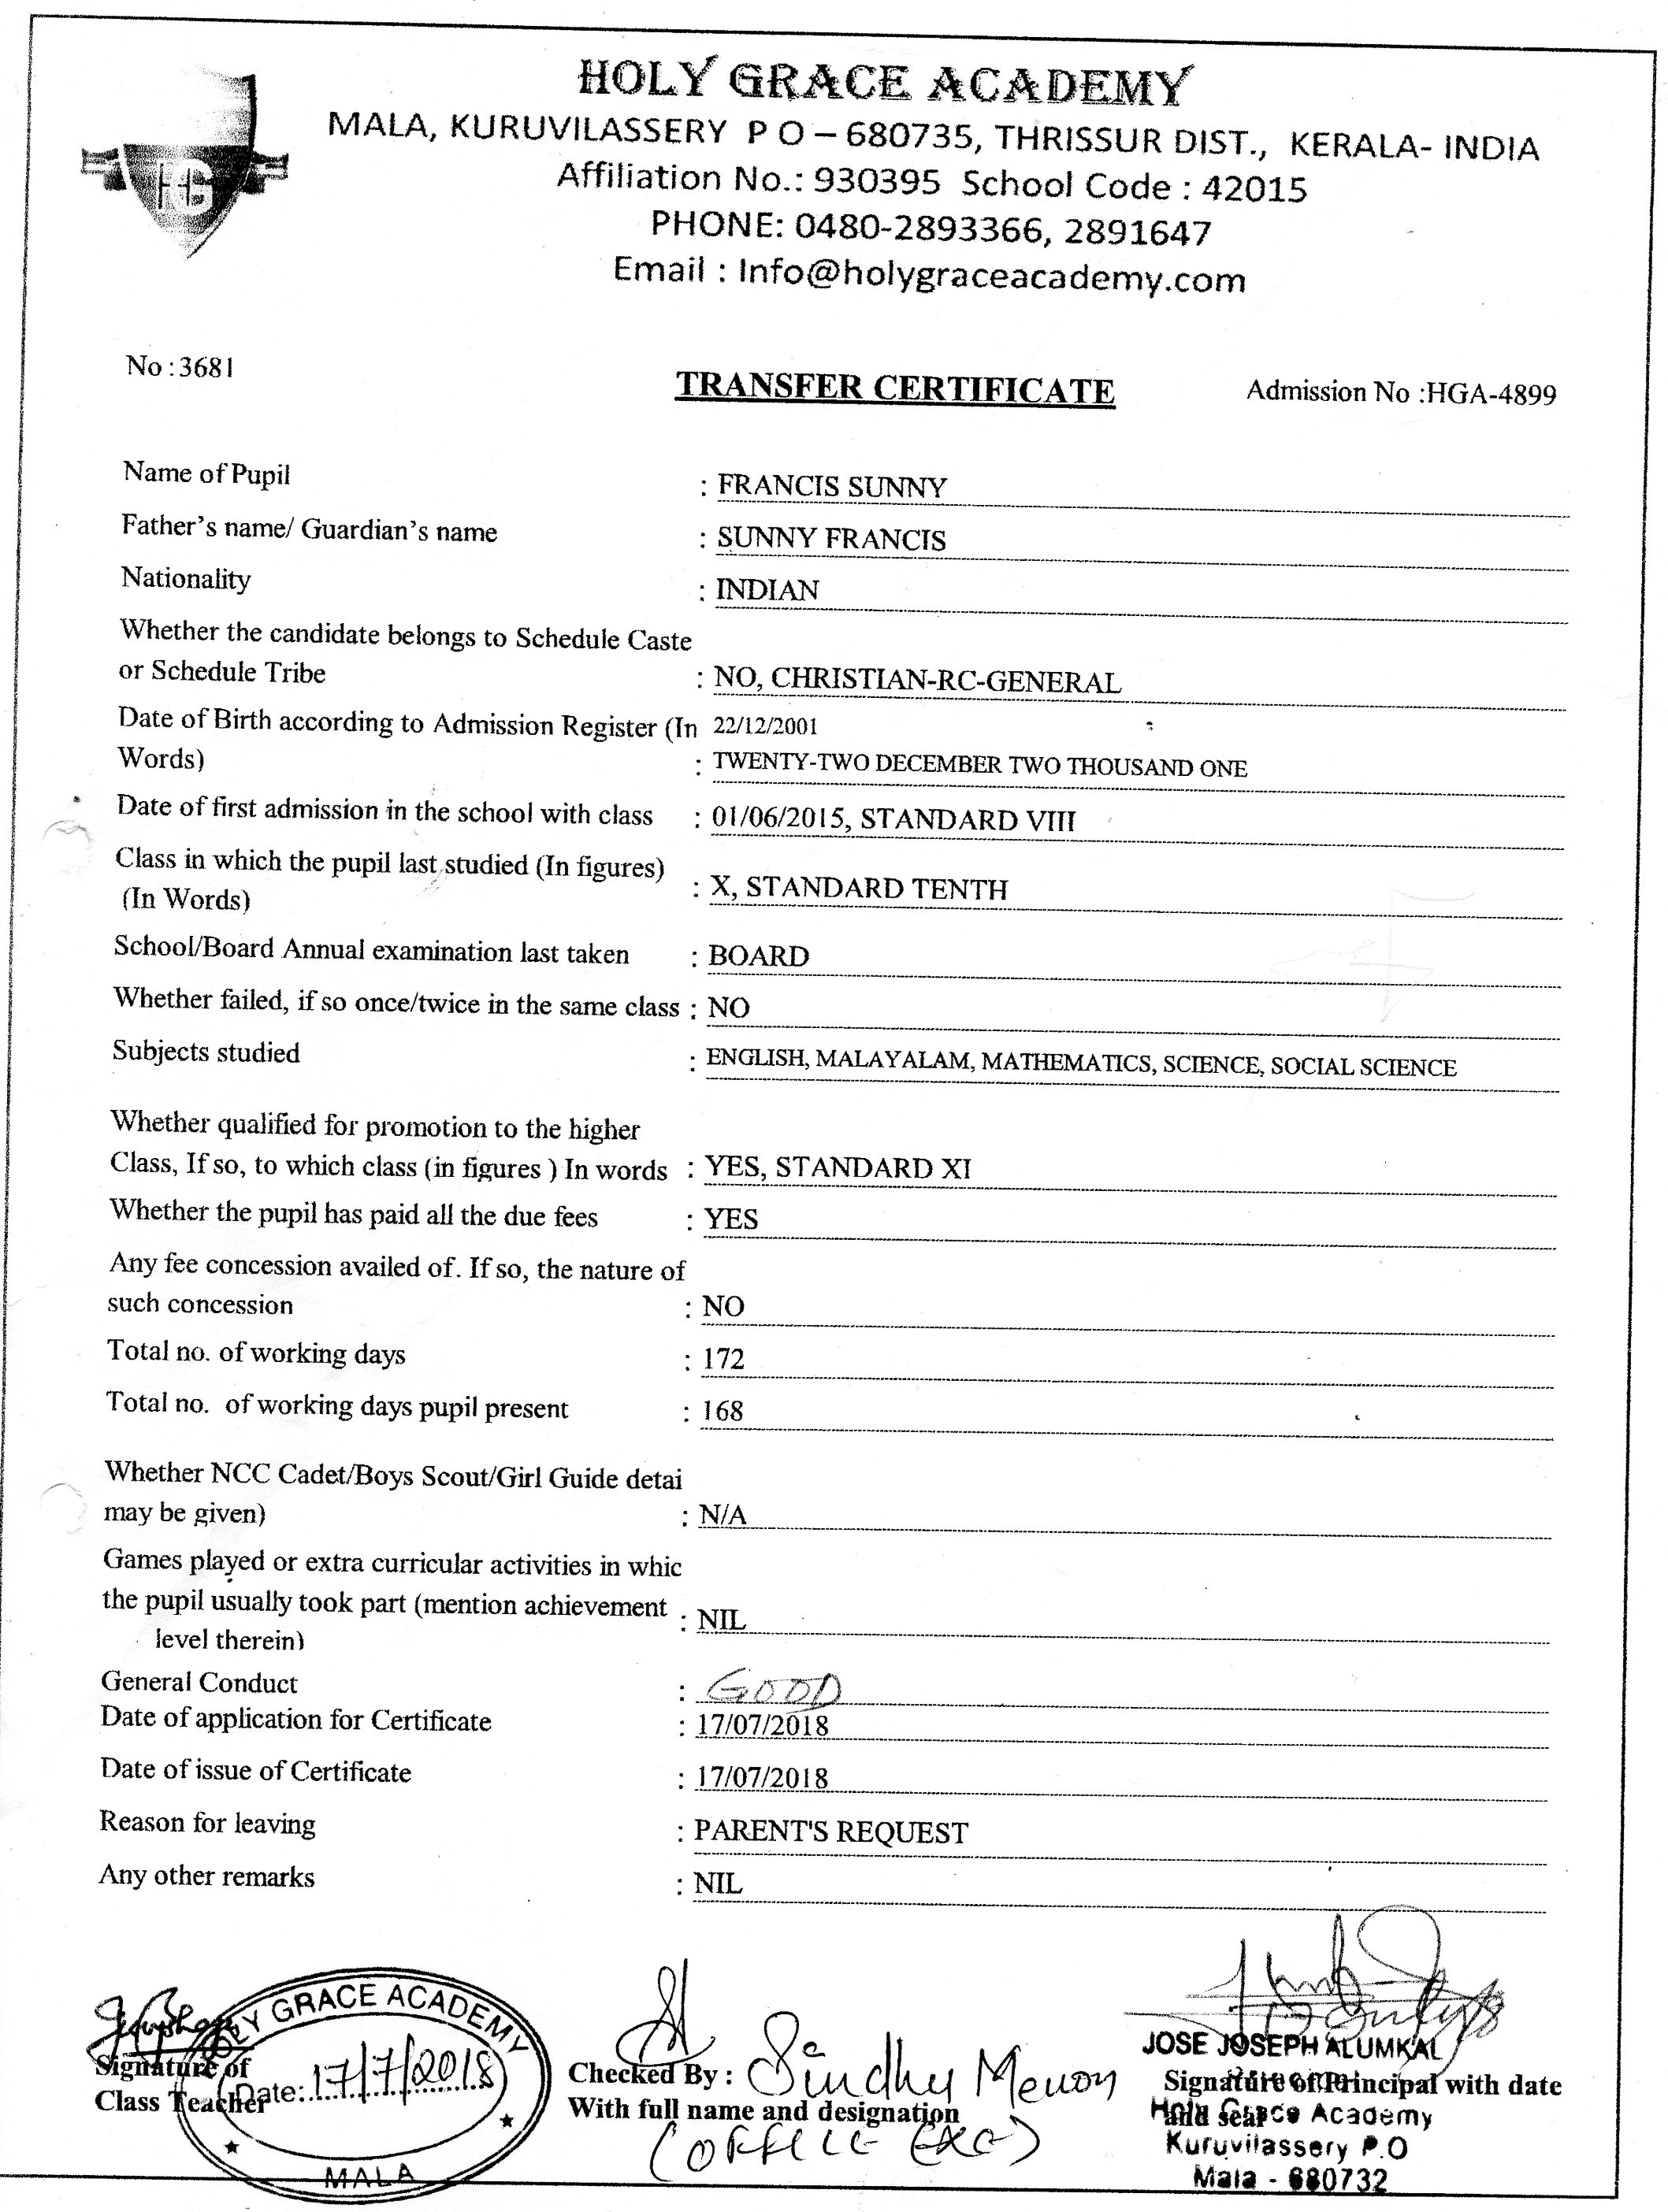 HOLY GRACE ACADEMY
MALA, KURUVILASSERY P O – 680735, THRISSUR DIST., KERALA- INDIA
Affiliation No.: 930395 School Code : 42015
PHONE: 0480-2893366, 2891647
Email : Info@holygraceacademy.com
HG
No :3681
TRANSFER CERTIFICATE
Admission No :HGA-4899
Name of Pupil : FRANCIS SUNNY
Father's name/ Guardian's name : SUNNY FRANCIS
Nationality : INDIAN
Whether the candidate belongs to Schedule Caste
or Schedule Tribe : NO, CHRISTIAN-RC-GENERAL
Date of Birth according to Admission Register (In 22/12/2001
Words) : TWENTY-TWO DECEMBER TWO THOUSAND ONE
Date of first admission in the school with class : 01/06/2015, STANDARD VIII
Class in which the pupil last studied (In figures)
(In Words) : X, STANDARD TENTH
School/Board Annual examination last taken : BOARD
Whether failed, if so once/twice in the same class : NO
Subjects studied : ENGLISH, MALAYALAM, MATHEMATICS, SCIENCE, SOCIAL SCIENCE
Whether qualified for promotion to the higher
Class, If so, to which class (in figures ) In words : YES, STANDARD XI
Whether the pupil has paid all the due fees : YES
Any fee concession availed of. If so, the nature of
such concession : NO
Total no. of working days : 172
Total no. of working days pupil present : 168
Whether NCC Cadet/Boys Scout/Girl Guide detai
may be given) : N/A
Games played or extra curricular activities in whic
the pupil usually took part (mention achievement : NIL
level therein)
General Conduct : GOOD
Date of application for Certificate : 17/07/2018
Date of issue of Certificate : 17/07/2018
Reason for leaving : PARENT'S REQUEST
Any other remarks : NIL
HOLY GRACE ACADEMY
Date: 17/7/2018
MALA
Signature of
Class Teacher
Checked By : Sindhu Menon
With full name and designation
(OFFICE EXE)
JOSE JOSEPH ALUMKAL
Signature of Principal with date
and seal
Holy Grace Academy
Kuruvilassery P.O
Mala - 680732